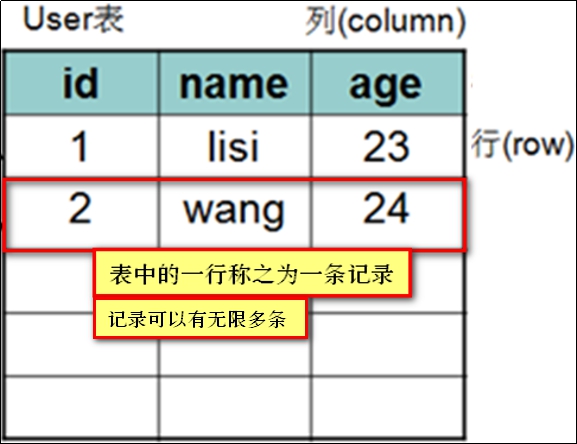 User表 列(column)
id name age
1 lisi 23 行(row)
2 wang 24
表中的一行称之为一条记录
记录可以有无限多条